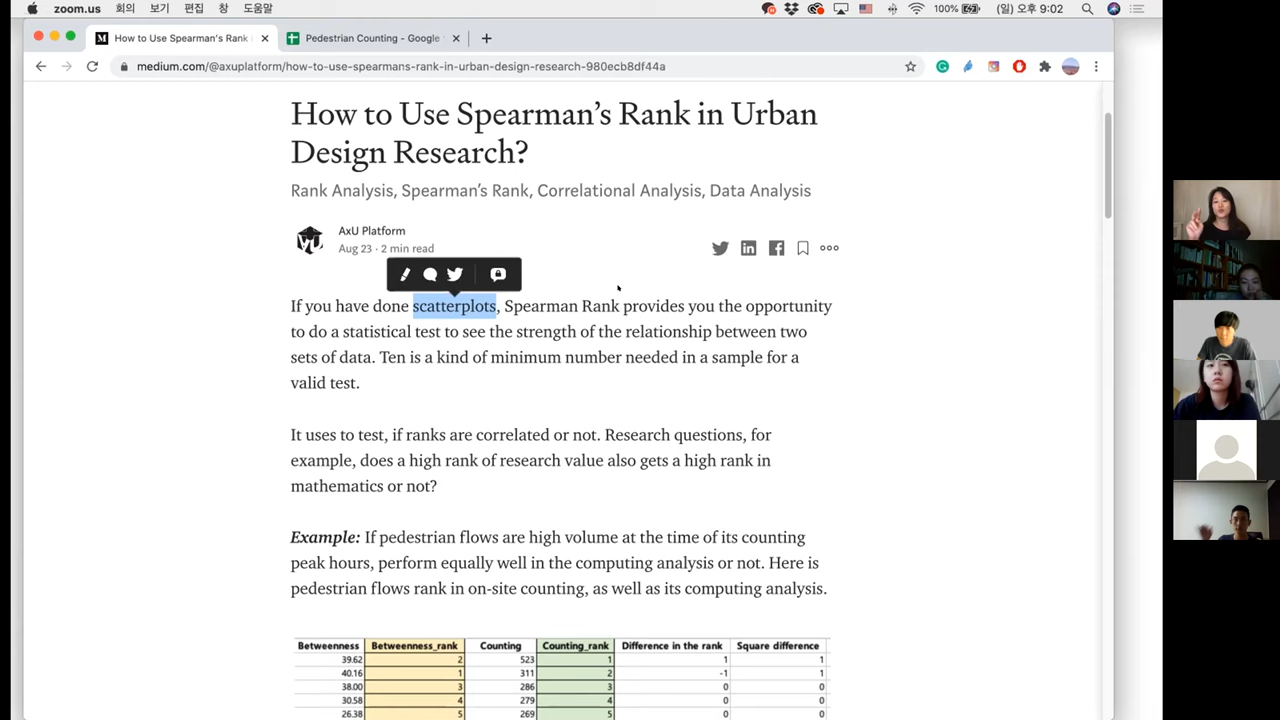 zoom.us 회의 보기 편집 창 도움말 100% (일) 오후 9:02
How to Use Spearman's Rank Pedestrian Counting - Google
medium.com/@axuplatform/how-to-use-spearmans-rank-in-urban-design-research-980ecb8df44a
How to Use Spearman’s Rank in Urban
Design Research?
Rank Analysis, Spearman’s Rank, Correlational Analysis, Data Analysis
AxU Platform
Aug 23 · 2 min read
If you have done scatterplots, Spearman Rank provides you the opportunity
to do a statistical test to see the strength of the relationship between two
sets of data. Ten is a kind of minimum number needed in a sample for a
valid test.
It uses to test, if ranks are correlated or not. Research questions, for
example, does a high rank of research value also gets a high rank in
mathematics or not?
Example: If pedestrian flows are high volume at the time of its counting
peak hours, perform equally well in the computing analysis or not. Here is
pedestrian flows rank in on-site counting, as well as its computing analysis.
Betweenness Betweenness_rank Counting Counting_rank Difference in the rank Square difference
39.62 2 523 1 1 1
40.16 1 311 2 -1 1
38.00 3 286 3 0 0
30.58 4 279 4 0 0
26.38 5 269 5 0 0